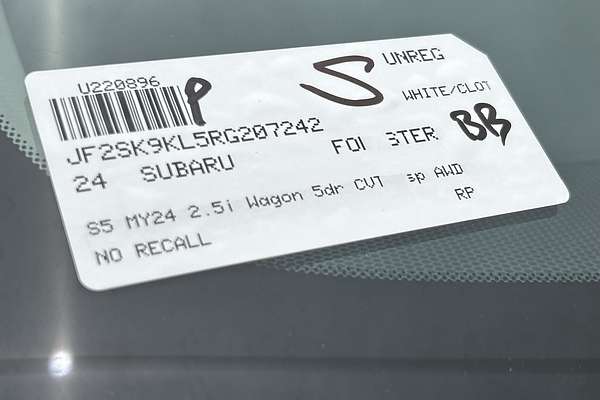 U220896 P S UNREG
WHITE/CLOT
JF2SK9KL5RG207242 BB
24 SUBARU
S5 MY24 2.5i Wagon 5dr CVT AWD
RP
NO RECALL